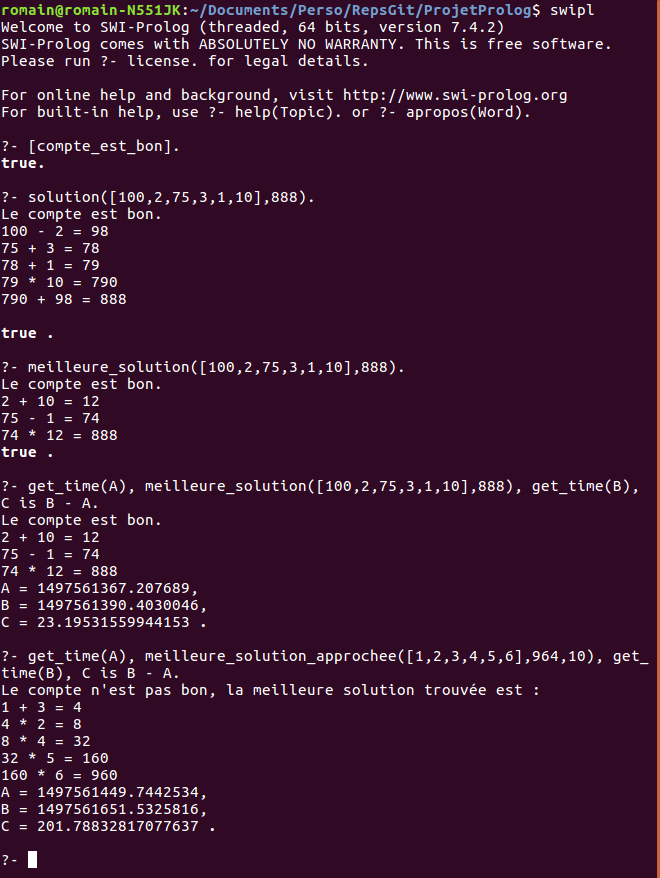 romain@romain-N551JK:~/Documents/Perso/RepsGit/ProjetProlog$ swipl
Welcome to SWI-Prolog (threaded, 64 bits, version 7.4.2)
SWI-Prolog comes with ABSOLUTELY NO WARRANTY. This is free software.
Please run ?- license. for legal details.
For online help and background, visit http://www.swi-prolog.org
For built-in help, use ?- help(Topic). or ?- apropos(Word).
?- [compte_est_bon].
true.
?- solution([100,2,75,3,1,10],888).
Le compte est bon.
100 - 2 = 98
75 + 3 = 78
78 + 1 = 79
79 * 10 = 790
790 + 98 = 888
true .
?- meilleure_solution([100,2,75,3,1,10],888).
Le compte est bon.
2 + 10 = 12
75 - 1 = 74
74 * 12 = 888
true .
?- get_time(A), meilleure_solution([100,2,75,3,1,10],888), get_time(B),
C is B - A.
Le compte est bon.
2 + 10 = 12
75 - 1 = 74
74 * 12 = 888
A = 1497561367.207689,
B = 1497561390.4030046,
C = 23.19531559944153 .
?- get_time(A), meilleure_solution_approchee([1,2,3,4,5,6],964,10), get_
time(B), C is B - A.
Le compte n'est pas bon, la meilleure solution trouvée est :
1 + 3 = 4
4 * 2 = 8
8 * 4 = 32
32 * 5 = 160
160 * 6 = 960
A = 1497561449.7442534,
B = 1497561651.5325816,
C = 201.78832817077637 .
?-